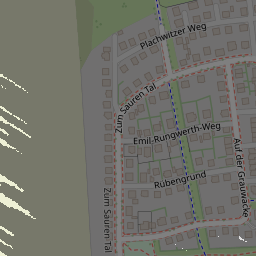 Plachwitzer Weg
Zum Sauren Tal
Emil-Rungwerth-Weg
Auf der Grauwacke
Rübengrund
Zum Sauren Tal